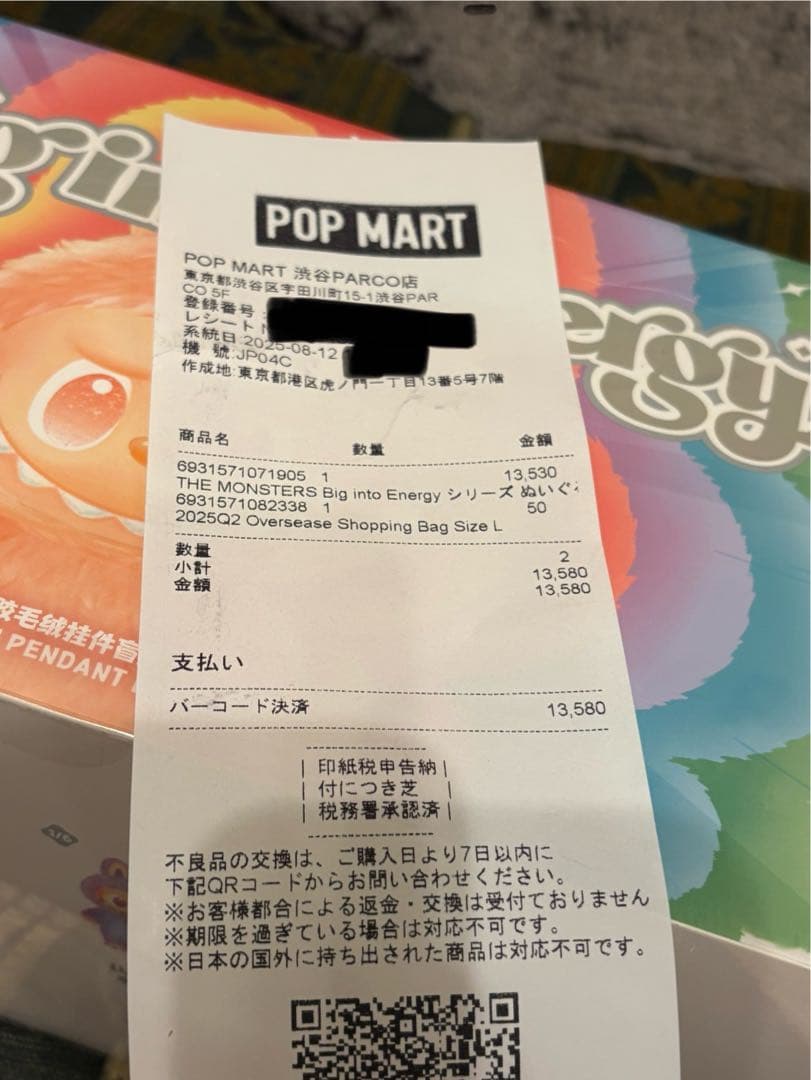 POP MART
POP MART 渋谷PARCO店
東京都渋谷区宇田川町15-1渋谷PAR
CO 5F
登録番号:
レシート
系統日:2025-08-12
機 號:JP04C
作成地:東京都港区虎ノ門一丁目13番5号7階
商品名 数量 金額
6931571071905 1 13,530
THE MONSTERS Big into Energy シリーズ ぬいぐ
6931571082338 1 50
2025Q2 Oversease Shopping Bag Size L
数量 2
小計 13,580
金額 13,580
支払い
バーコード決済 13,580
印紙税申告納
付につき芝
税務署承認済
不良品の交換は、ご購入日より7日以内に
下記QRコードからお問い合わせください。
※お客様都合による返金・交換は受付ておりません
※期限を過ぎている場合は対応不可です。
※日本の国外に持ち出された商品は対応不可です。
胶毛绒挂件盲
PENDANT